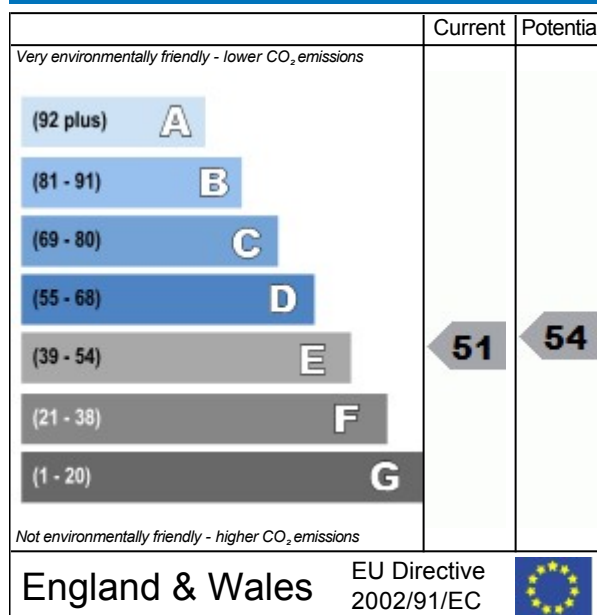 Current Potentia
Very environmentally friendly - lower CO₂ emissions
(92 plus) A
(81 - 91) B
(69 - 80) C
(55 - 68) D
(39 - 54) E 51 54
(21 - 38) F
(1 - 20) G
Not environmentally friendly - higher CO₂ emissions
England & Wales
EU Directive
2002/91/EC